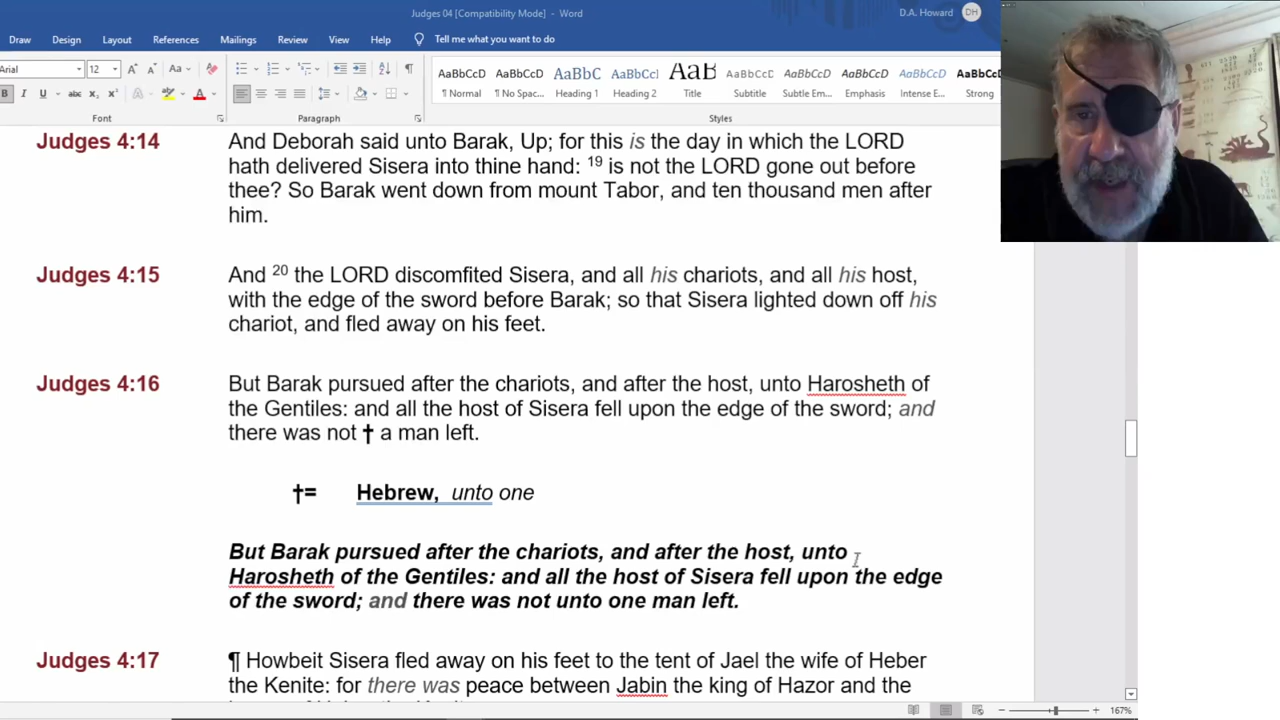 Judges 04 [Compatibility Mode] - Word D.A. Howard DH
Draw Design Layout References Mailings Review View Help Tell me what you want to do
Arial 12 A A Aa A ¶ AaBbCcD AaBbCcD AaBbC AaBbCcl AaB AaBbCcD AaBbCcD AaBbCcD AaBbCcD AaBbCc
B I U abc x₂ x² A A ¶ Normal ¶ No Spac... Heading 1 Heading 2 Title Subtitle Subtle Em... Emphasis Intense E... Strong
Font Paragraph Styles
Judges 4:14 And Deborah said unto Barak, Up; for this is the day in which the LORD
hath delivered Sisera into thine hand: 19 is not the LORD gone out before
thee? So Barak went down from mount Tabor, and ten thousand men after
him.
Judges 4:15 And 20 the LORD discomfited Sisera, and all his chariots, and all his host,
with the edge of the sword before Barak; so that Sisera lighted down off his
chariot, and fled away on his feet.
Judges 4:16 But Barak pursued after the chariots, and after the host, unto Harosheth of
the Gentiles: and all the host of Sisera fell upon the edge of the sword; and
there was not † a man left.
†= Hebrew, unto one
But Barak pursued after the chariots, and after the host, unto
Harosheth of the Gentiles: and all the host of Sisera fell upon the edge
of the sword; and there was not unto one man left.
Judges 4:17 ¶ Howbeit Sisera fled away on his feet to the tent of Jael the wife of Heber
the Kenite: for there was peace between Jabin the king of Hazor and the
167%